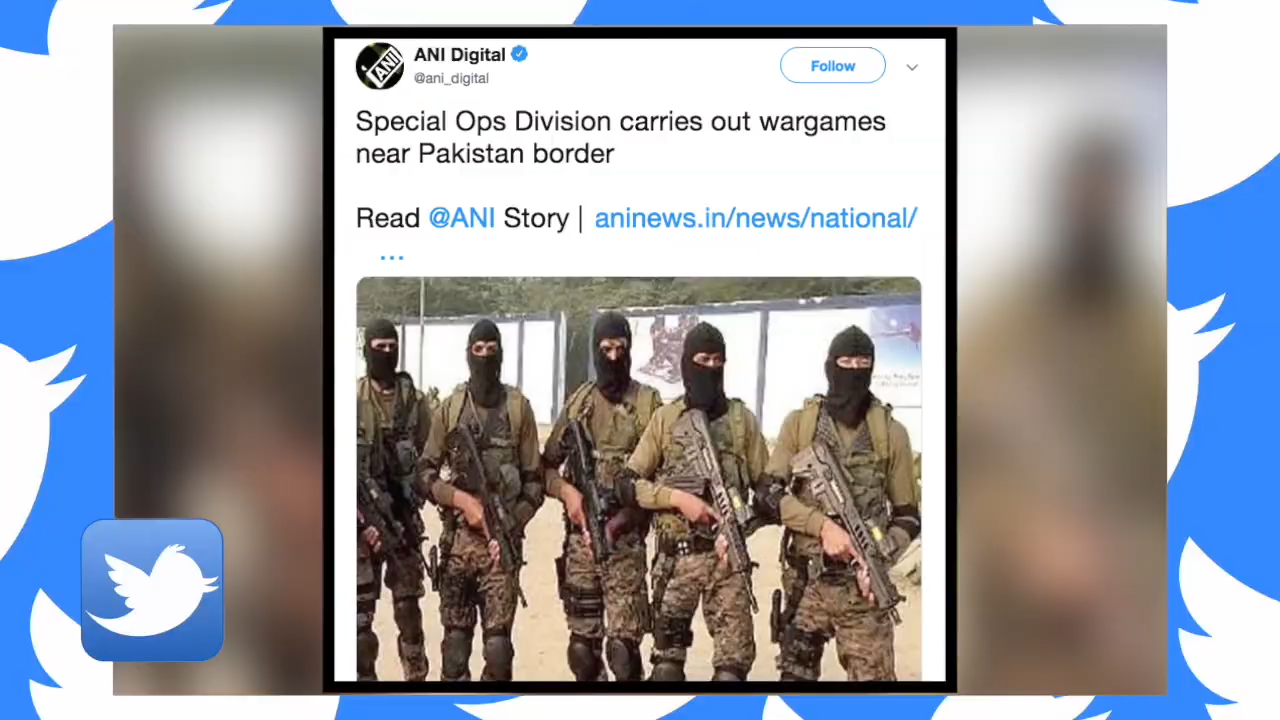 ANI
ANI Digital
@ani_digital
Follow
Special Ops Division carries out wargames
near Pakistan border
Read @ANI Story | aninews.in/news/national/
...